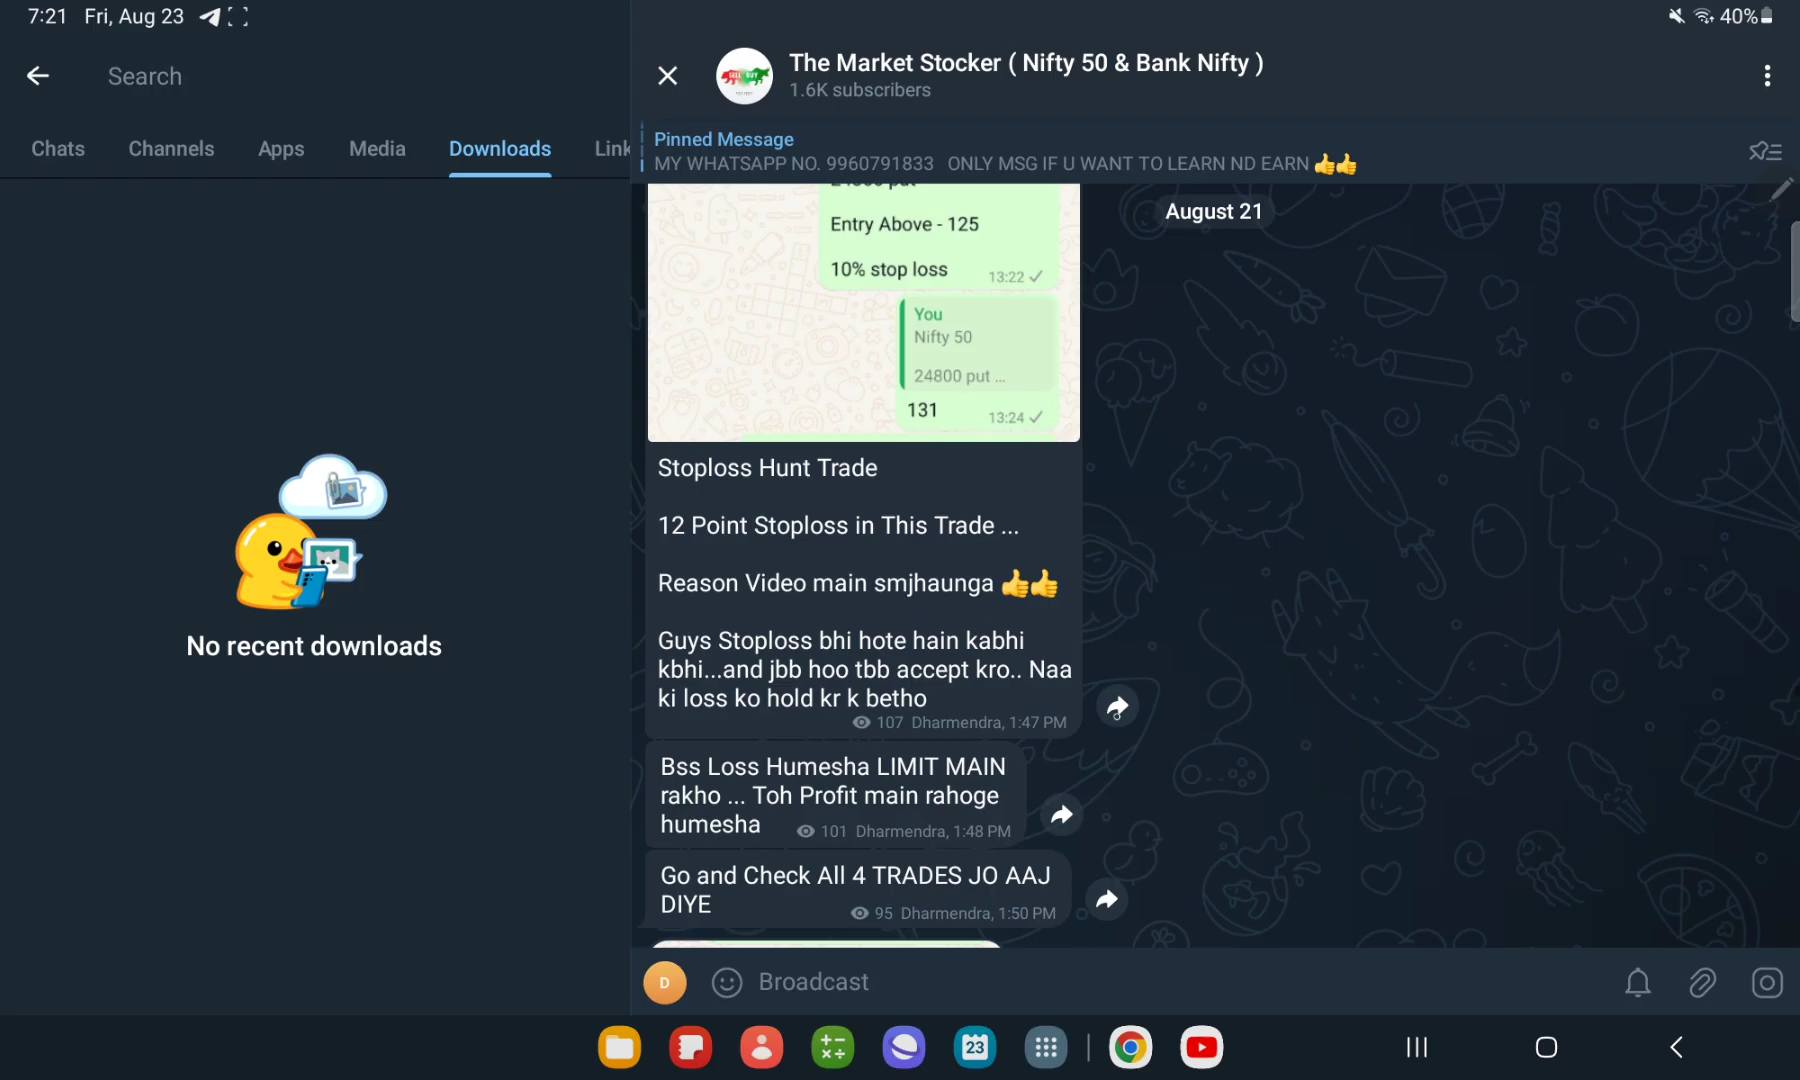 7:21 Fri, Aug 23
40%
Search
Chats Channels Apps Media Downloads Link
No recent downloads
The Market Stocker ( Nifty 50 & Bank Nifty )
1.6K subscribers
Pinned Message
MY WHATSAPP NO. 9960791833 ONLY MSG IF U WANT TO LEARN ND EARN 👍👍
August 21
24800 put
Entry Above - 125
10% stop loss
13:22
You
Nifty 50
24800 put ...
131
13:24
Stoploss Hunt Trade
12 Point Stoploss in This Trade ...
Reason Video main smjhaunga 👍👍
Guys Stoploss bhi hote hain kabhi
kbhi...and jbb hoo tbb accept kro.. Naa
ki loss ko hold kr k betho
107 Dharmendra, 1:47 PM
Bss Loss Humesha LIMIT MAIN
rakho ... Toh Profit main rahoge
humesha
101 Dharmendra, 1:48 PM
Go and Check All 4 TRADES JO AAJ
DIYE
95 Dharmendra, 1:50 PM
D
Broadcast
23